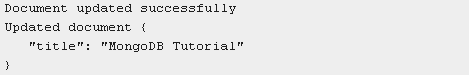 Document updated successfully
Updated document {
   "title": "MongoDB Tutorial"
}